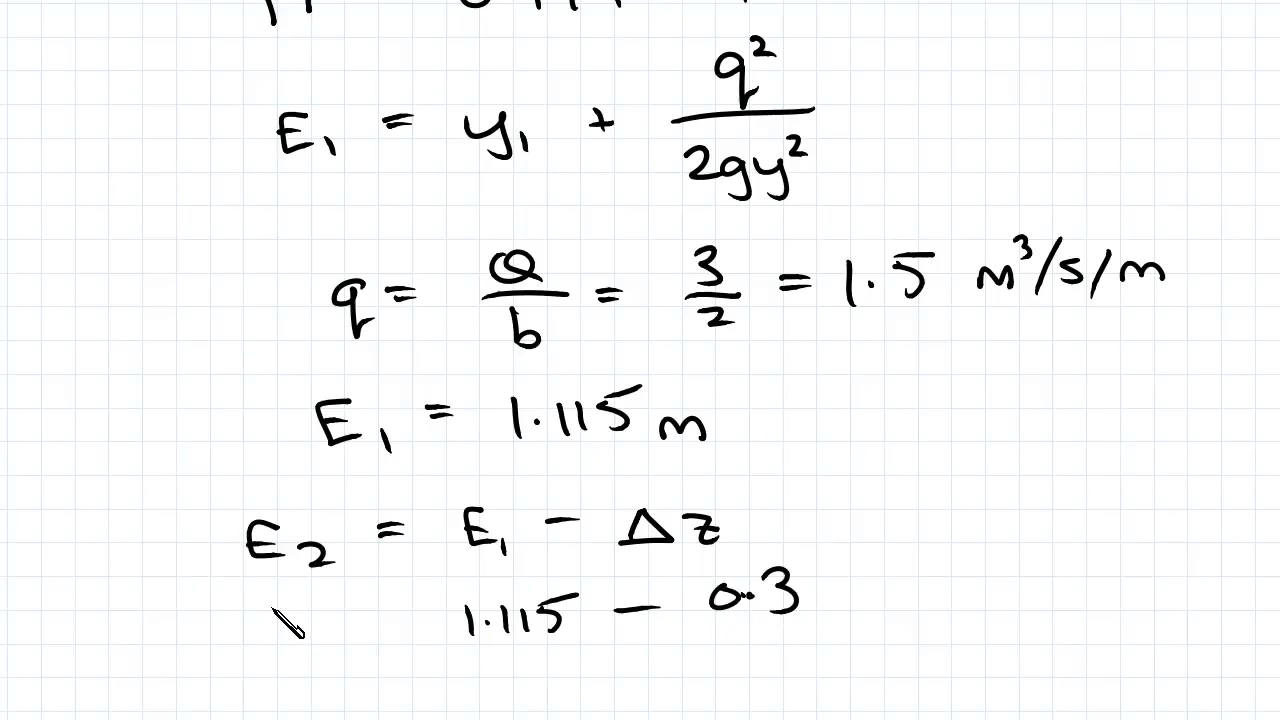 E₁ = y₁ + q²/2gy²
q = Q/b = 3/2 = 1.5 m³/s/m
E₁ = 1.115 m
E₂ = E₁ - Δz
1.115 - 0.3